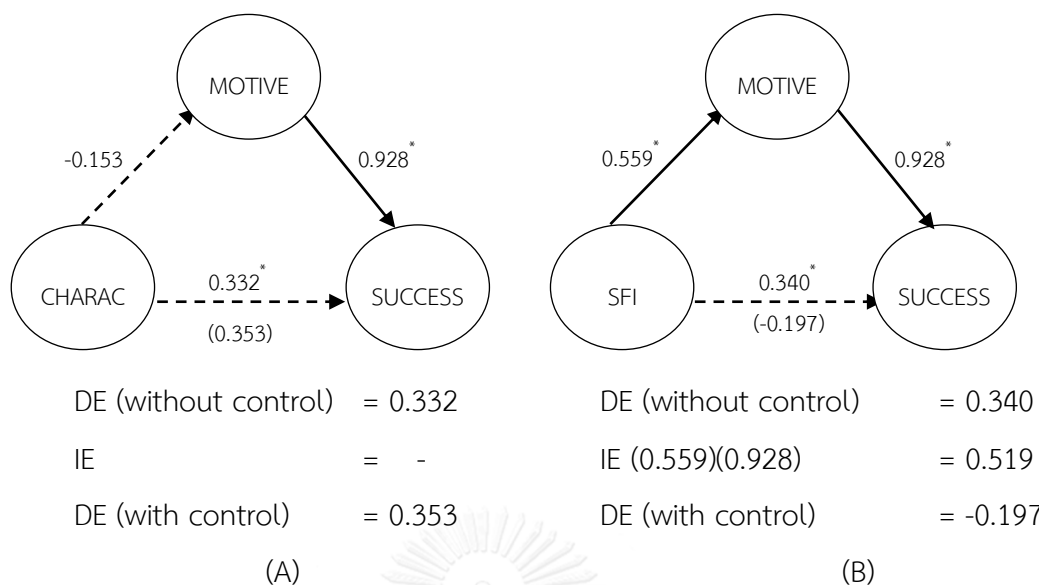 MOTIVE
-0.153
0.928*
CHARAC
0.332*
(0.353)
SUCCESS
DE (without control) = 0.332
IE = -
DE (with control) = 0.353
(A)
MOTIVE
0.559*
0.928*
SFI
0.340*
(-0.197)
SUCCESS
DE (without control) = 0.340
IE (0.559)(0.928) = 0.519
DE (with control) = -0.197
(B)